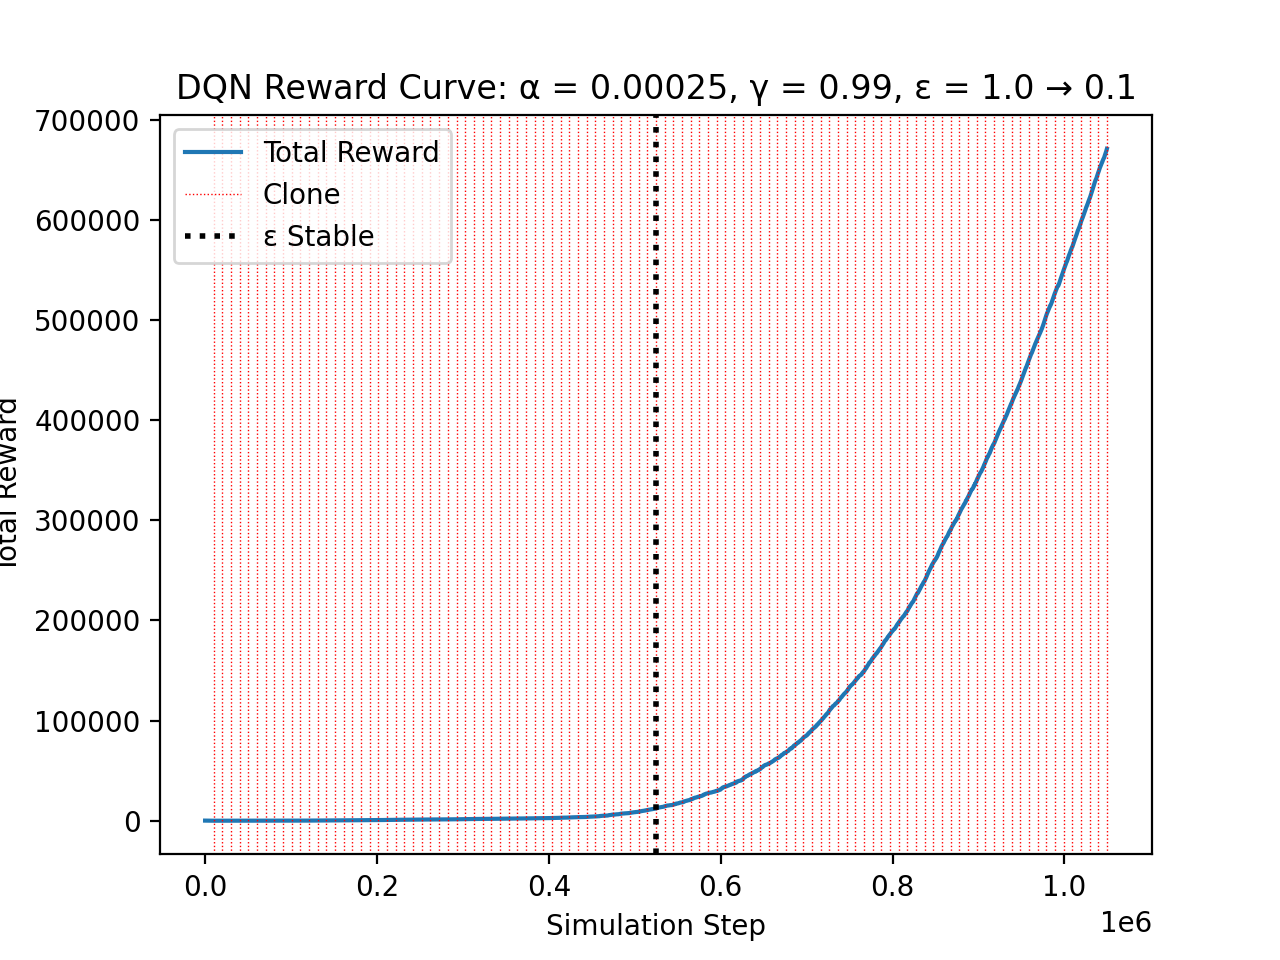 DQN Reward Curve: α = 0.00025, γ = 0.99, ε = 1.0 → 0.1
Total Reward
Clone
ε Stable
700000
600000
500000
400000
300000
200000
100000
0
Total Reward
0.0 0.2 0.4 0.6 0.8 1.0
1e6
Simulation Step